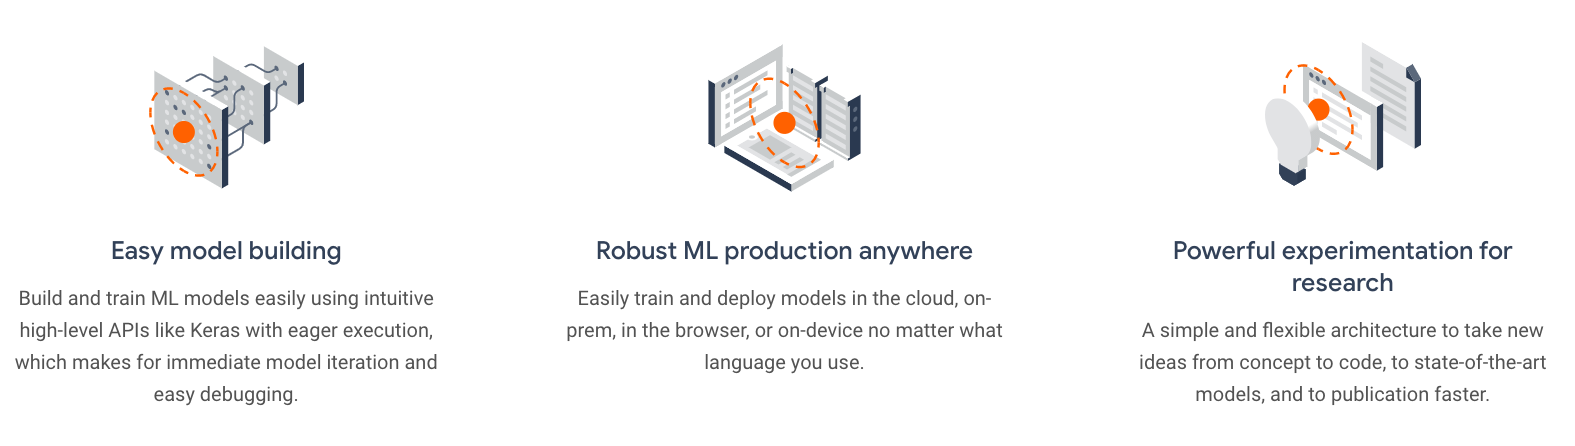 Easy model building
Build and train ML models easily using intuitive
high-level APIs like Keras with eager execution,
which makes for immediate model iteration and
easy debugging.
Robust ML production anywhere
Easily train and deploy models in the cloud, on-
prem, in the browser, or on-device no matter what
language you use.
Powerful experimentation for
research
A simple and flexible architecture to take new
ideas from concept to code, to state-of-the-art
models, and to publication faster.